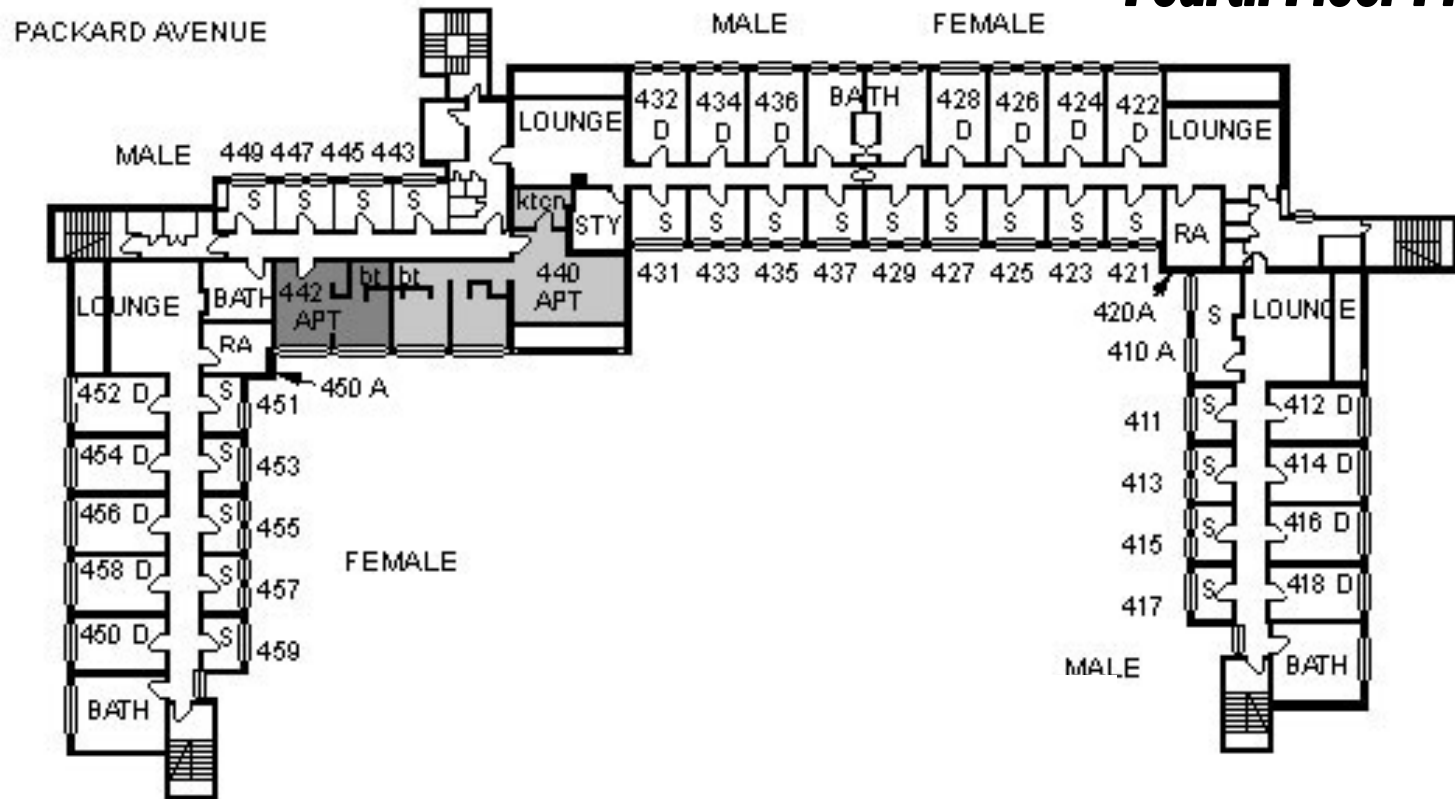 Fourth Floor
PACKARD AVENUE
MALE FEMALE
432 D 434 D 436 D BATH 428 D 426 D 424 D 422 D
LOUNGE LOUNGE
MALE 449 447 445 443
S S S S
ktcn STY S S S S S S S S S RA
431 433 435 437 429 427 425 423 421
LOUNGE BATH 442 APT bt bt 440 APT
420A S LOUNGE
RA 410 A
450 A
452 D S 451
411 S 412 D
454 D S 453
413 S 414 D
456 D S 455
415 S 416 D
FEMALE
458 D S 457
417 S 418 D
450 D S 459
MALE BATH
BATH